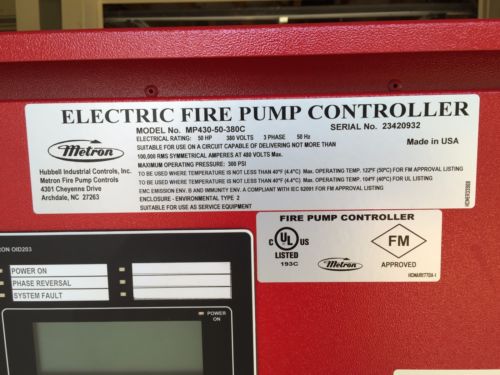 ELECTRIC FIRE PUMP CONTROLLER
MODEL No. MP430-50-380C
SERIAL No. 23420932
ELECTRICAL RATING: 50 HP 380 VOLTS 3 PHASE 50 Hz
Made in USA
SUITABLE FOR USE ON A CIRCUIT CAPABLE OF DELIVERING NOT MORE THAN
100,000 RMS SYMMETRICAL AMPERES AT 480 VOLTS Max.
MAXIMUM OPERATING PRESSURE: 300 PSI
TO BE USED WHERE TEMPERATURE IS NOT LESS THAN 40°F (4.4°C) Max. Operating Temp. 122°F (50°C) FOR FM APPROVAL LISTING
TO BE USED WHERE TEMPERATURE IS NOT LESS THAN 40°F (4.4°C) Max. Operating Temp. 104°F (40°C) FOR UL LISTING
EMC EMISSION ENV. B AND IMMUNITY ENV. A COMPLIANT WITH IEC 62091 FOR SHIPYARD APPROVAL
ENCLOSURE - ENVIRONMENTAL TYPE 2
SUITABLE FOR USE AS SERVICE EQUIPMENT
Metron
Hubbell Industrial Controls, Inc.
Metron Fire Pump Controls
4301 Cheyenne Drive
Archdale, NC 27263
FIRE PUMP CONTROLLER
C UL US
LISTED
193C
Metron
FM
APPROVED
RON OID203
POWER ON
PHASE REVERSAL
SYSTEM FAULT
POWER
ON